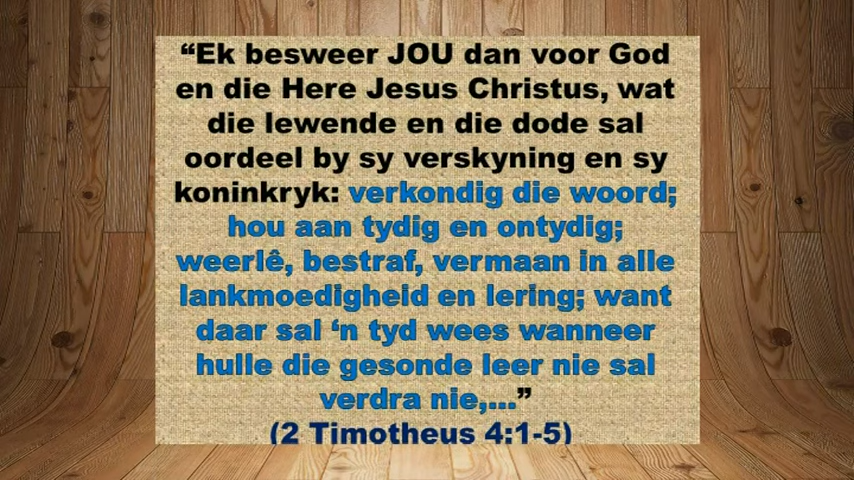 “Ek besweer JOU dan voor God
en die Here Jesus Christus, wat
die lewende en die dode sal
oordeel by sy verskyning en sy
koninkryk: verkondig die woord;
hou aan tydig en ontydig;
weerlê, bestraf, vermaan in alle
lankmoedigheid en lering; want
daar sal ‘n tyd wees wanneer
hulle die gesonde leer nie sal
verdra nie,...”
(2 Timotheus 4:1-5)